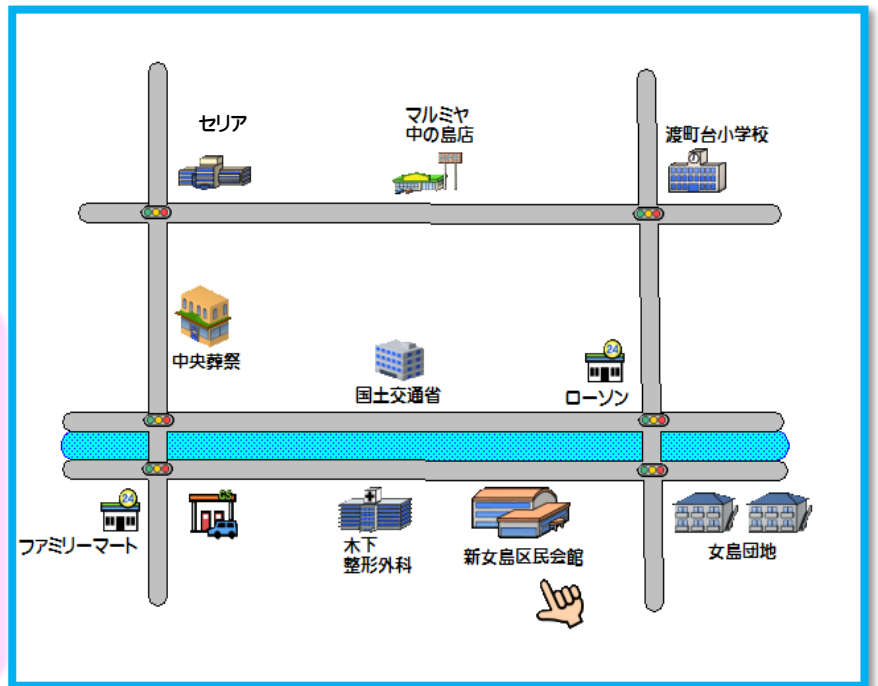 セリア
マルミヤ
中の島店
渡町台小学校
中央葬祭
国土交通省
24
ローソン
24
ファミリーマート
GS
木下
整形外科
新女島区民会館
女島団地